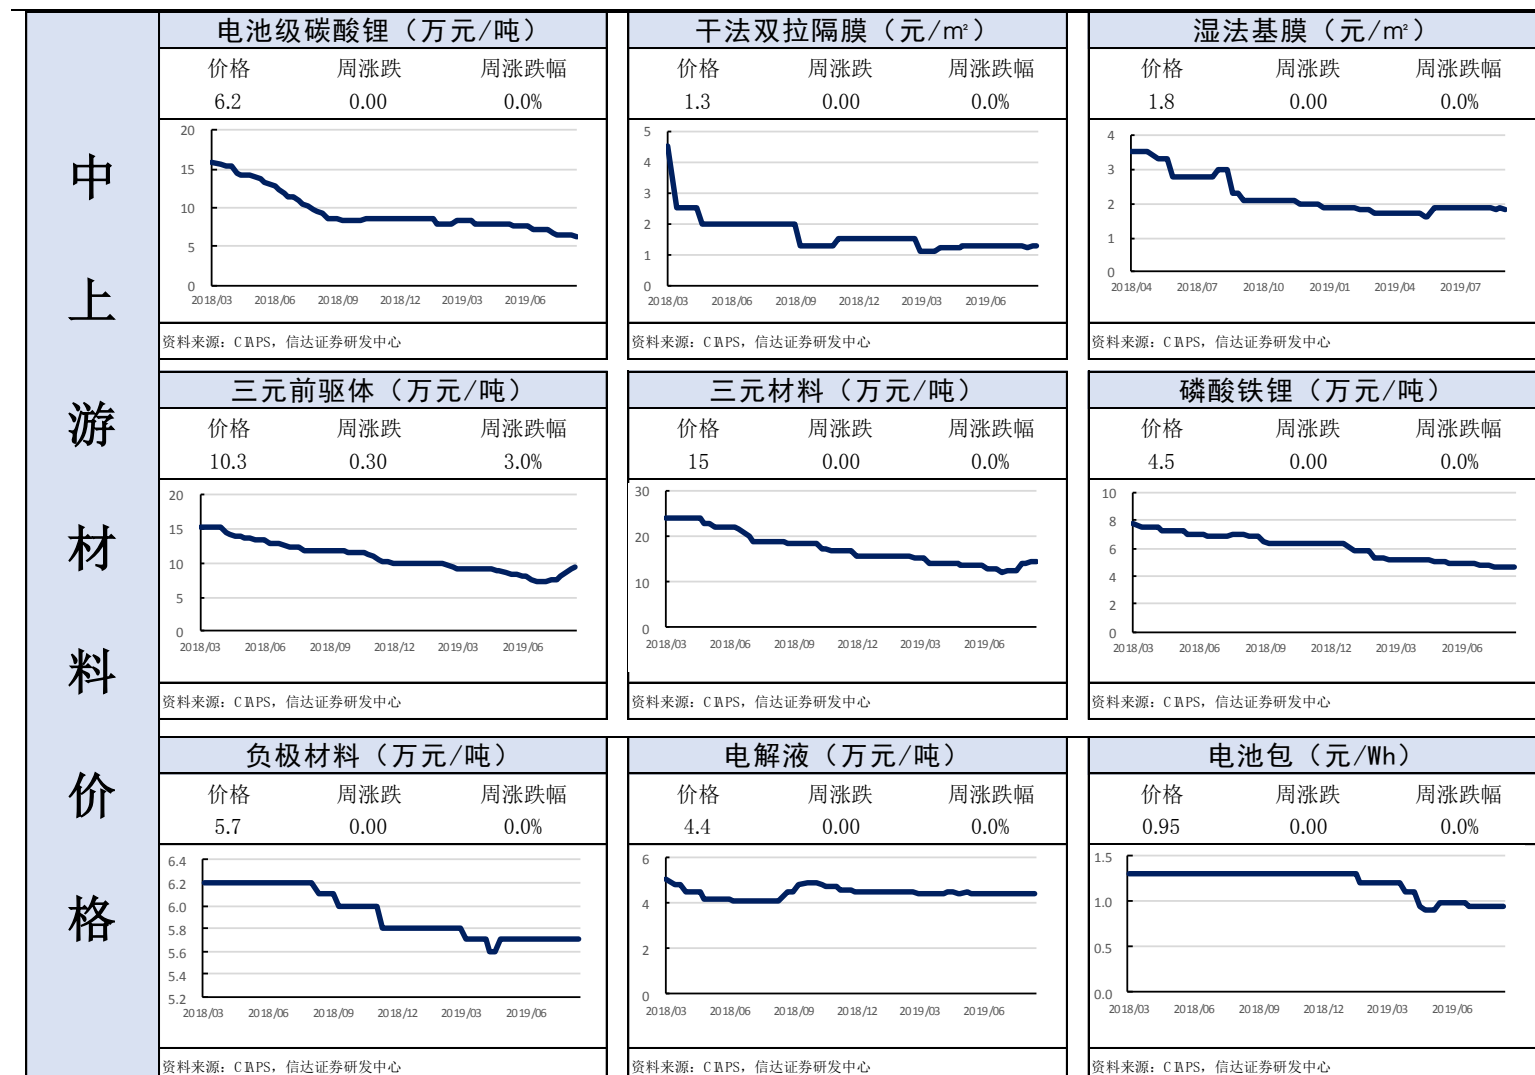 中
上
游
材
料
价
格
电池级碳酸锂（万元/吨）
价格 周涨跌 周涨跌幅
6.2 0.00 0.0%
20
15
10
5
0
2018/03 2018/06 2018/09 2018/12 2019/03 2019/06
资料来源：CIAPS，信达证券研发中心
干法双拉隔膜（元/㎡）
价格 周涨跌 周涨跌幅
1.3 0.00 0.0%
5
4
3
2
1
0
2018/03 2018/06 2018/09 2018/12 2019/03 2019/06
资料来源：CIAPS，信达证券研发中心
湿法基膜（元/㎡）
价格 周涨跌 周涨跌幅
1.8 0.00 0.0%
4
3
2
1
0
2018/04 2018/07 2018/10 2019/01 2019/04 2019/07
资料来源：CIAPS，信达证券研发中心
三元前驱体（万元/吨）
价格 周涨跌 周涨跌幅
10.3 0.30 3.0%
20
15
10
5
0
2018/03 2018/06 2018/09 2018/12 2019/03 2019/06
资料来源：CIAPS，信达证券研发中心
三元材料（万元/吨）
价格 周涨跌 周涨跌幅
15 0.00 0.0%
30
20
10
0
2018/03 2018/06 2018/09 2018/12 2019/03 2019/06
资料来源：CIAPS，信达证券研发中心
磷酸铁锂（万元/吨）
价格 周涨跌 周涨跌幅
4.5 0.00 0.0%
10
8
6
4
2
0
2018/03 2018/06 2018/09 2018/12 2019/03 2019/06
资料来源：CIAPS，信达证券研发中心
负极材料（万元/吨）
价格 周涨跌 周涨跌幅
5.7 0.00 0.0%
6.4
6.2
6.0
5.8
5.6
5.4
5.2
2018/03 2018/06 2018/09 2018/12 2019/03 2019/06
资料来源：CIAPS，信达证券研发中心
电解液（万元/吨）
价格 周涨跌 周涨跌幅
4.4 0.00 0.0%
6
4
2
0
2018/03 2018/06 2018/09 2018/12 2019/03 2019/06
资料来源：CIAPS，信达证券研发中心
电池包（元/Wh）
价格 周涨跌 周涨跌幅
0.95 0.00 0.0%
1.5
1.0
0.5
0.0
2018/03 2018/06 2018/09 2018/12 2019/03 2019/06
资料来源：CIAPS，信达证券研发中心